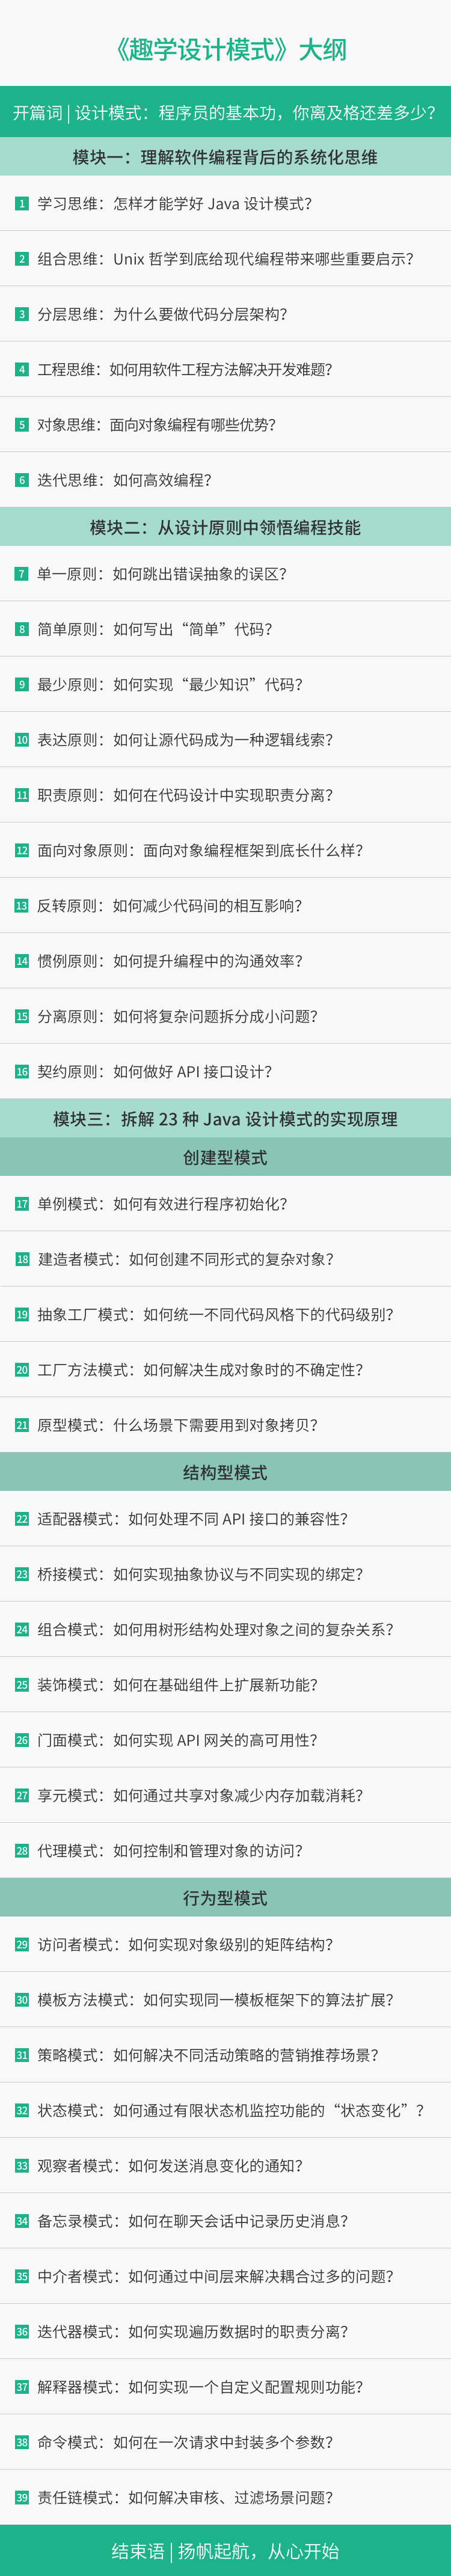 《趣学设计模式》大纲
开篇词 | 设计模式：程序员的基本功，你离及格还差多少？
模块一：理解软件编程背后的系统化思维
1 学习思维：怎样才能学好 Java 设计模式？
2 组合思维：Unix 哲学到底给现代编程带来哪些重要启示？
3 分层思维：为什么要做代码分层架构？
4 工程思维：如何用软件工程方法解决开发难题？
5 对象思维：面向对象编程有哪些优势？
6 迭代思维：如何高效编程？
模块二：从设计原则中领悟编程技能
7 单一原则：如何跳出错误抽象的误区？
8 简单原则：如何写出“简单”代码？
9 最少原则：如何实现“最少知识”代码？
10 表达原则：如何让源代码成为一种逻辑线索？
11 职责原则：如何在代码设计中实现职责分离？
12 面向对象原则：面向对象编程框架到底长什么样？
13 反转原则：如何减少代码间的相互影响？
14 惯例原则：如何提升编程中的沟通效率？
15 分离原则：如何将复杂问题拆分成小问题？
16 契约原则：如何做好 API 接口设计？
模块三：拆解 23 种 Java 设计模式的实现原理
创建型模式
17 单例模式：如何有效进行程序初始化？
18 建造者模式：如何创建不同形式的复杂对象？
19 抽象工厂模式：如何统一不同代码风格下的代码级别？
20 工厂方法模式：如何解决生成对象时的不确定性？
21 原型模式：什么场景下需要用到对象拷贝？
结构型模式
22 适配器模式：如何处理不同 API 接口的兼容性？
23 桥接模式：如何实现抽象协议与不同实现的绑定？
24 组合模式：如何用树形结构处理对象之间的复杂关系？
25 装饰模式：如何在基础组件上扩展新功能？
26 门面模式：如何实现 API 网关的高可用性？
27 享元模式：如何通过共享对象减少内存加载消耗？
28 代理模式：如何控制和管理对象的访问？
行为型模式
29 访问者模式：如何实现对象级别的矩阵结构？
30 模板方法模式：如何实现同一模板框架下的算法扩展？
31 策略模式：如何解决不同活动策略的营销推荐场景？
32 状态模式：如何通过有限状态机监控功能的“状态变化”？
33 观察者模式：如何发送消息变化的通知？
34 备忘录模式：如何在聊天会话中记录历史消息？
35 中介者模式：如何通过中间层来解决耦合过多的问题？
36 迭代器模式：如何实现遍历数据时的职责分离？
37 解释器模式：如何实现一个自定义配置规则功能？
38 命令模式：如何在一次请求中封装多个参数？
39 责任链模式：如何解决审核、过滤场景问题？
结束语 | 扬帆起航，从心开始